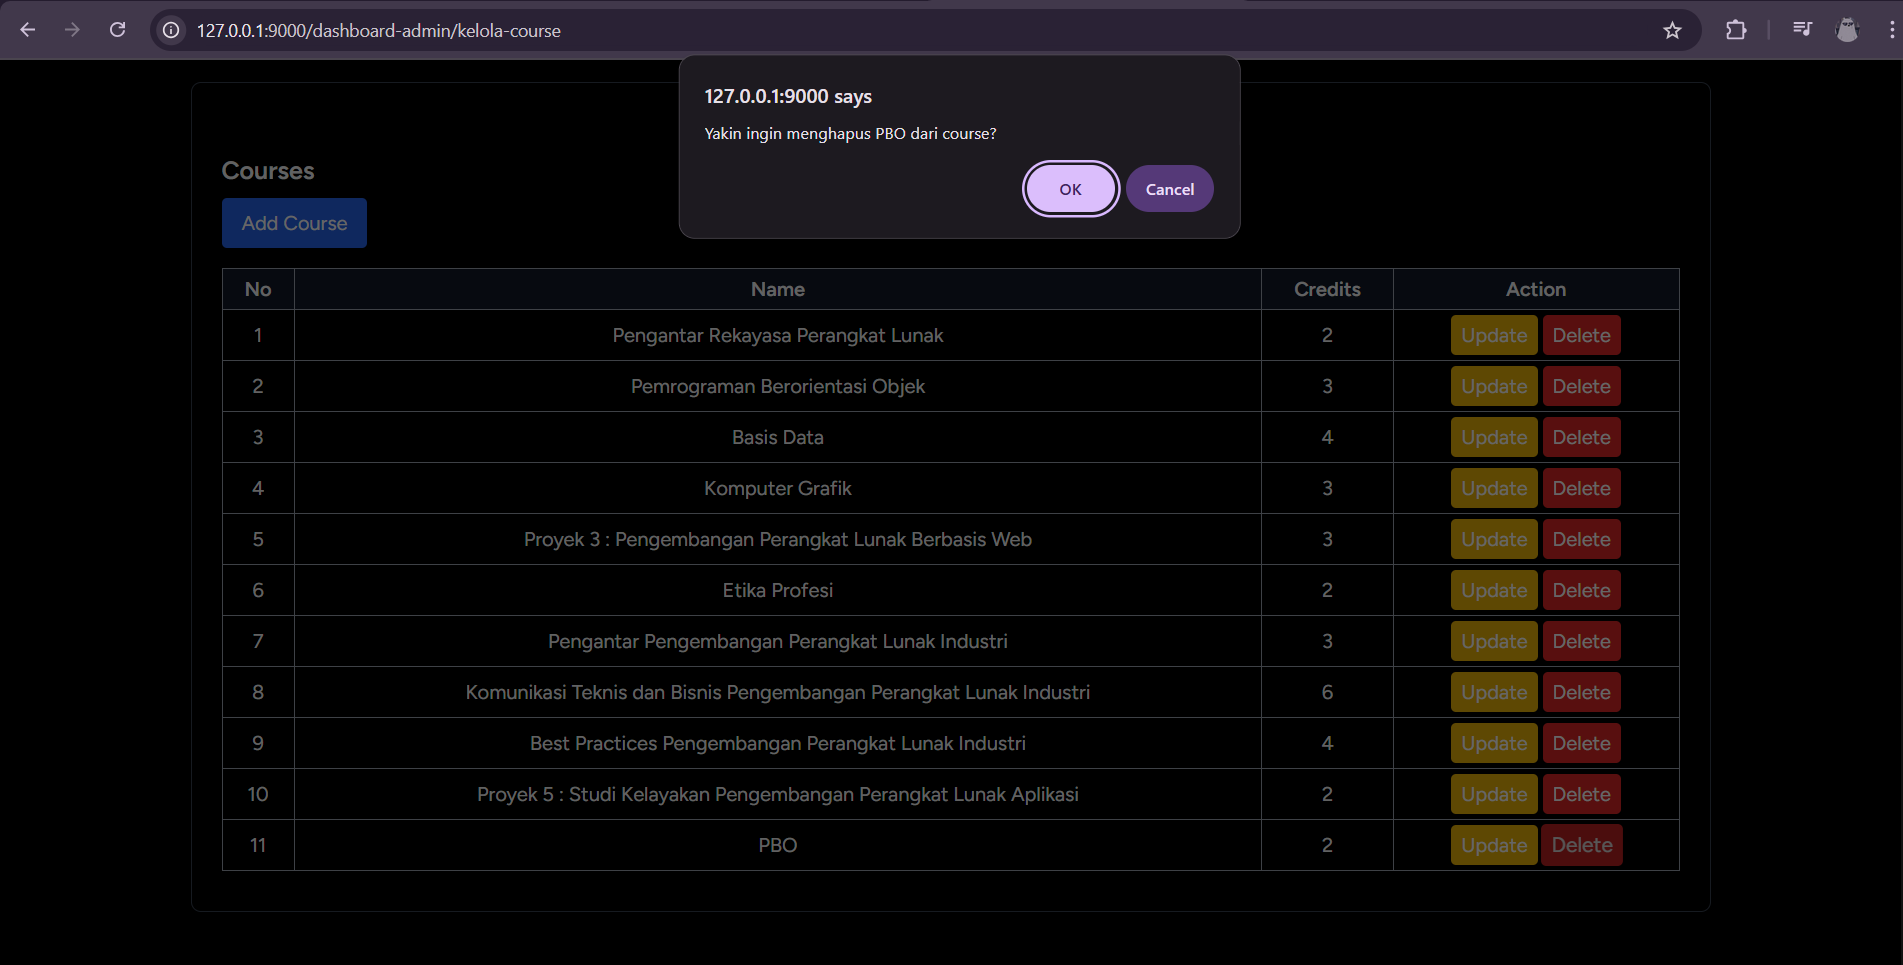 127.0.0.1:9000/dashboard-admin/kelola-course
127.0.0.1:9000 says
Yakin ingin menghapus PBO dari course?
OK Cancel
Courses
Add Course
No Name Credits Action
1 Pengantar Rekayasa Perangkat Lunak 2 Update Delete
2 Pemrograman Berorientasi Objek 3 Update Delete
3 Basis Data 4 Update Delete
4 Komputer Grafik 3 Update Delete
5 Proyek 3 : Pengembangan Perangkat Lunak Berbasis Web 3 Update Delete
6 Etika Profesi 2 Update Delete
7 Pengantar Pengembangan Perangkat Lunak Industri 3 Update Delete
8 Komunikasi Teknis dan Bisnis Pengembangan Perangkat Lunak Industri 6 Update Delete
9 Best Practices Pengembangan Perangkat Lunak Industri 4 Update Delete
10 Proyek 5 : Studi Kelayakan Pengembangan Perangkat Lunak Aplikasi 2 Update Delete
11 PBO 2 Update Delete